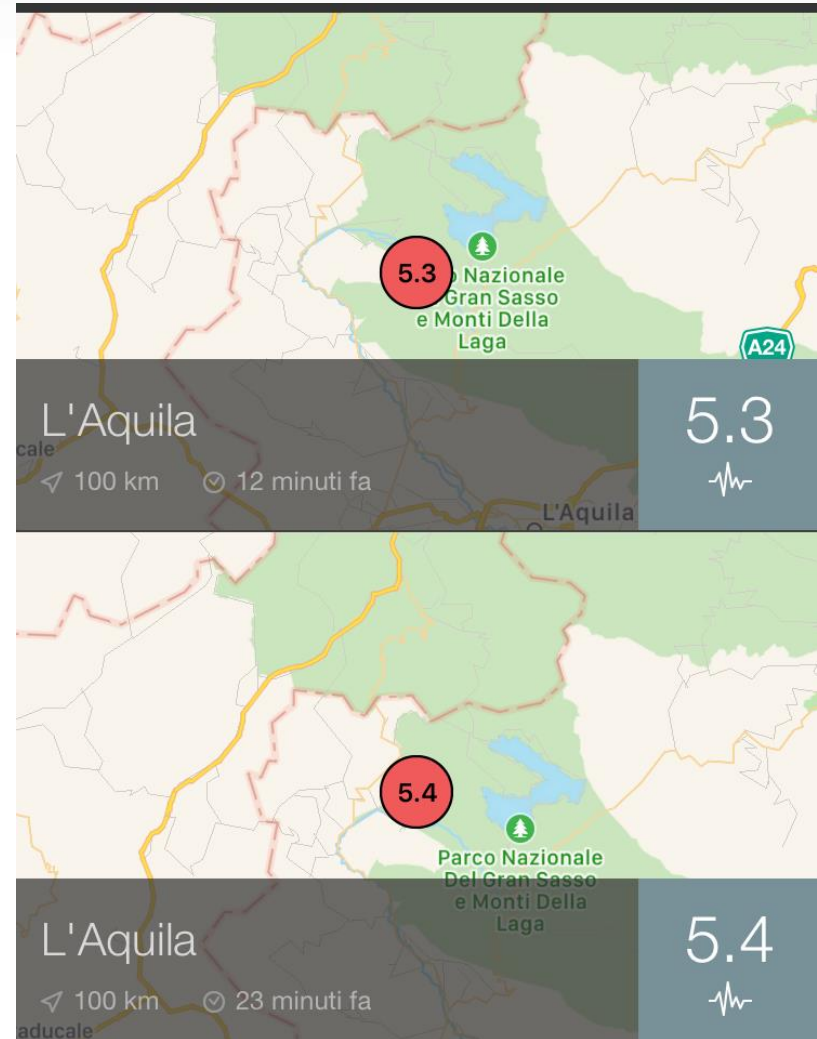 5.3
Nazionale
Gran Sasso
e Monti Della
Laga
A24
L'Aquila
5.3
cale
100 km
12 minuti fa
L'Aquila
5.4
Parco Nazionale
Del Gran Sasso
e Monti Della
Laga
L'Aquila
5.4
100 km
23 minuti fa
aducale